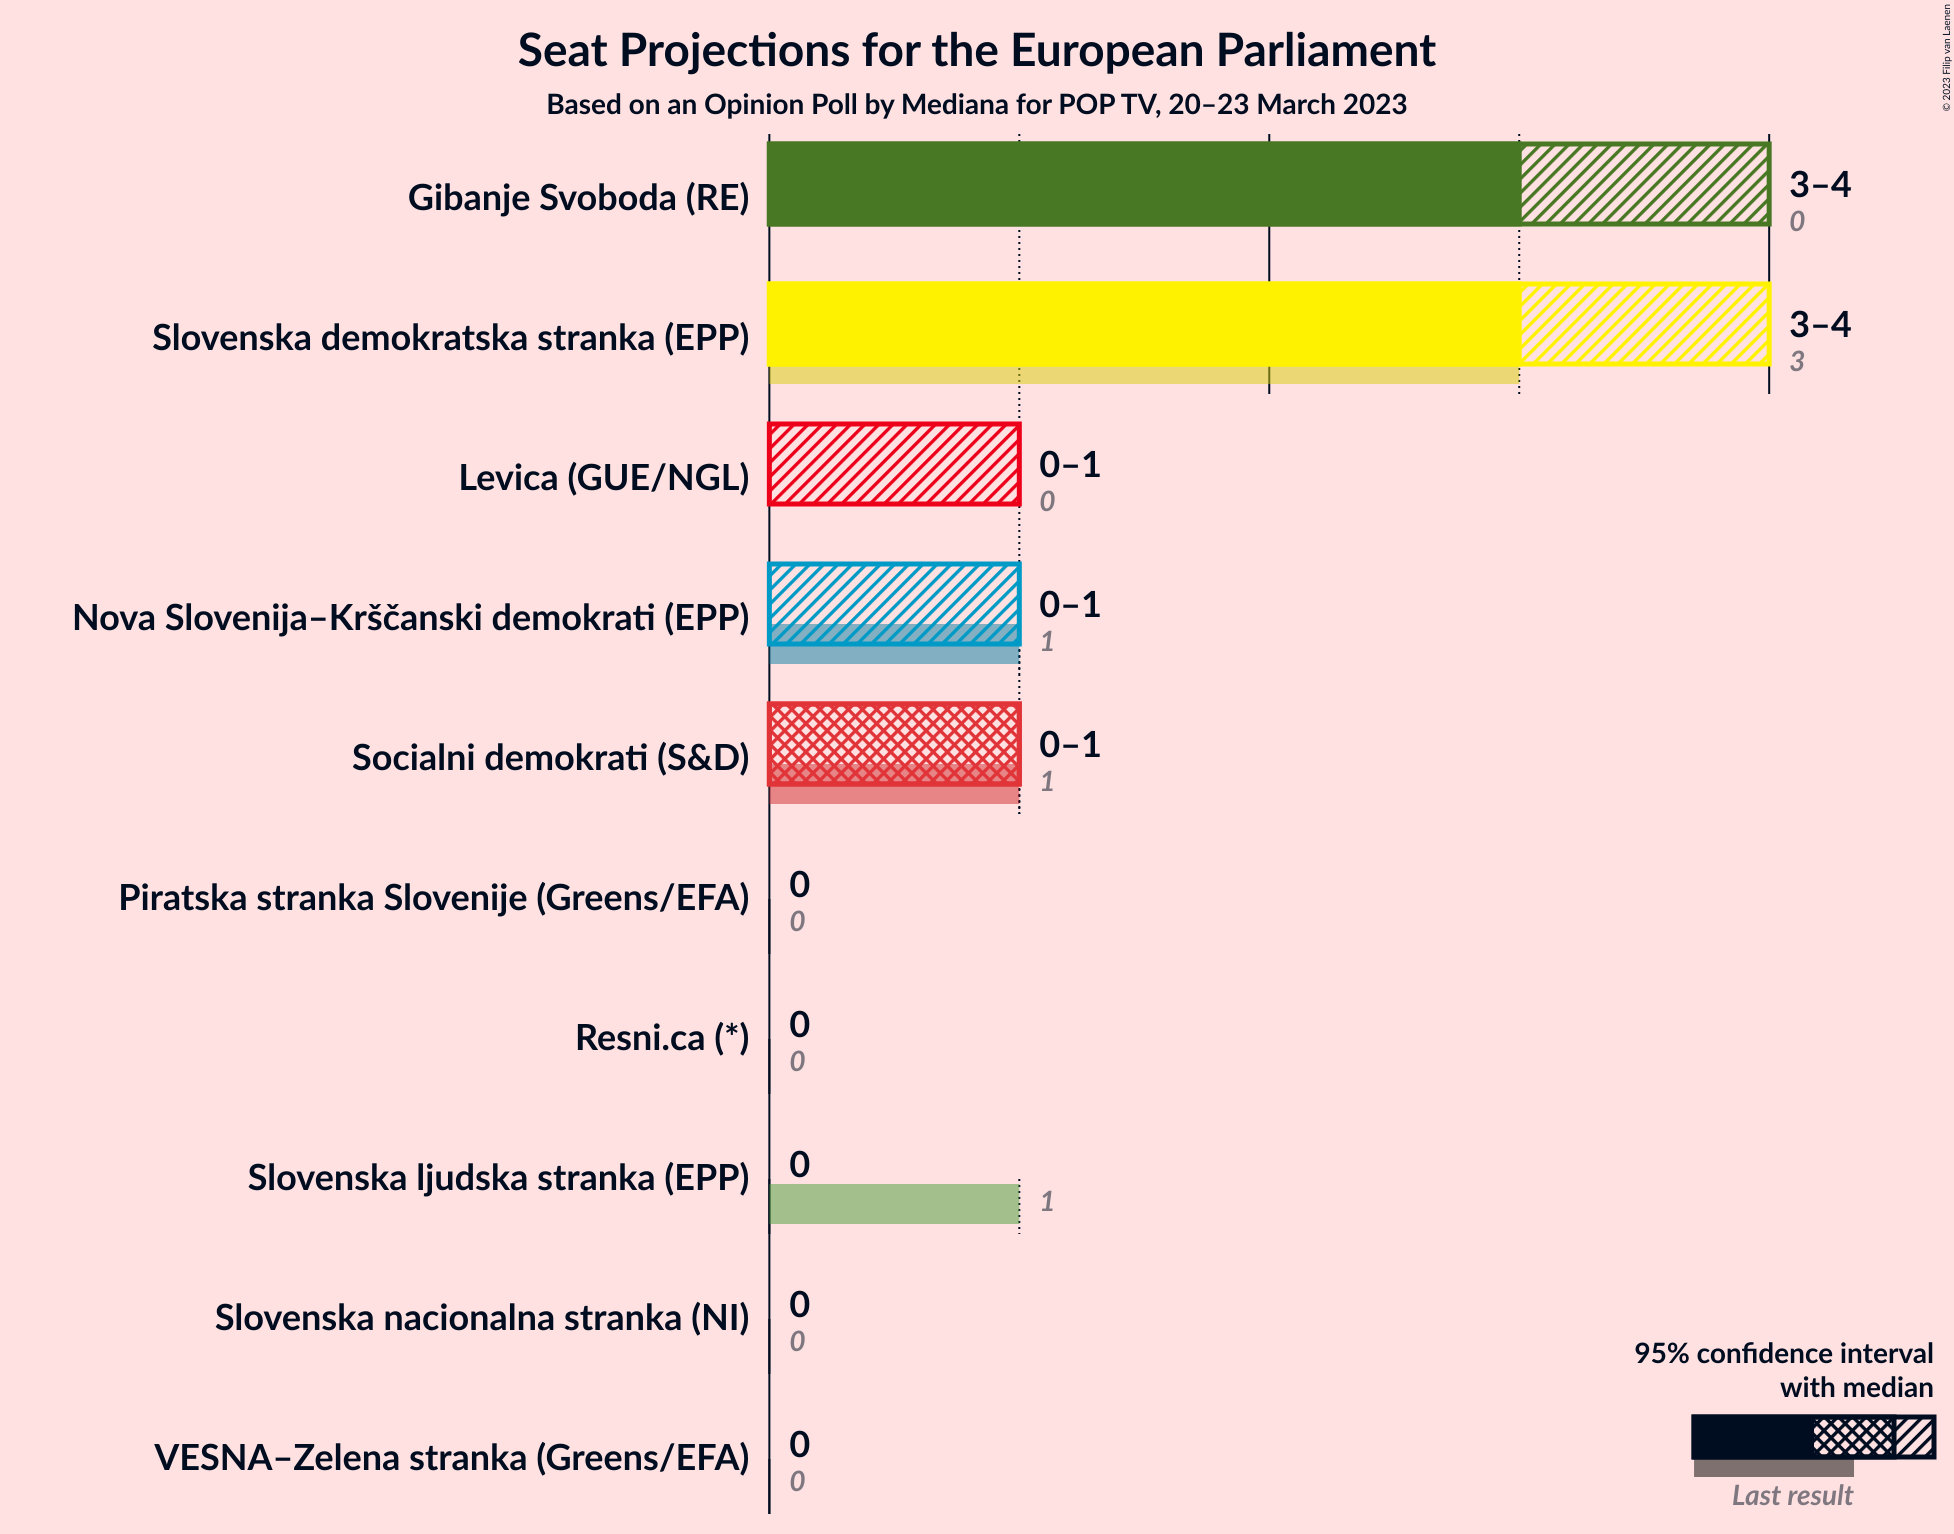 Seat Projections for the European Parliament
Based on an Opinion Poll by Mediana for POP TV, 20–23 March 2023
© 2023 Filip van Laenen
Gibanje Svoboda (RE)
3–4
0
Slovenska demokratska stranka (EPP)
3–4
3
Levica (GUE/NGL)
0–1
0
Nova Slovenija–Krščanski demokrati (EPP)
0–1
1
Socialni demokrati (S&D)
0–1
1
Piratska stranka Slovenije (Greens/EFA)
0
0
Resni.ca (*)
0
0
Slovenska ljudska stranka (EPP)
0
1
Slovenska nacionalna stranka (NI)
0
0
VESNA–Zelena stranka (Greens/EFA)
0
0
95% confidence interval
with median
Last result